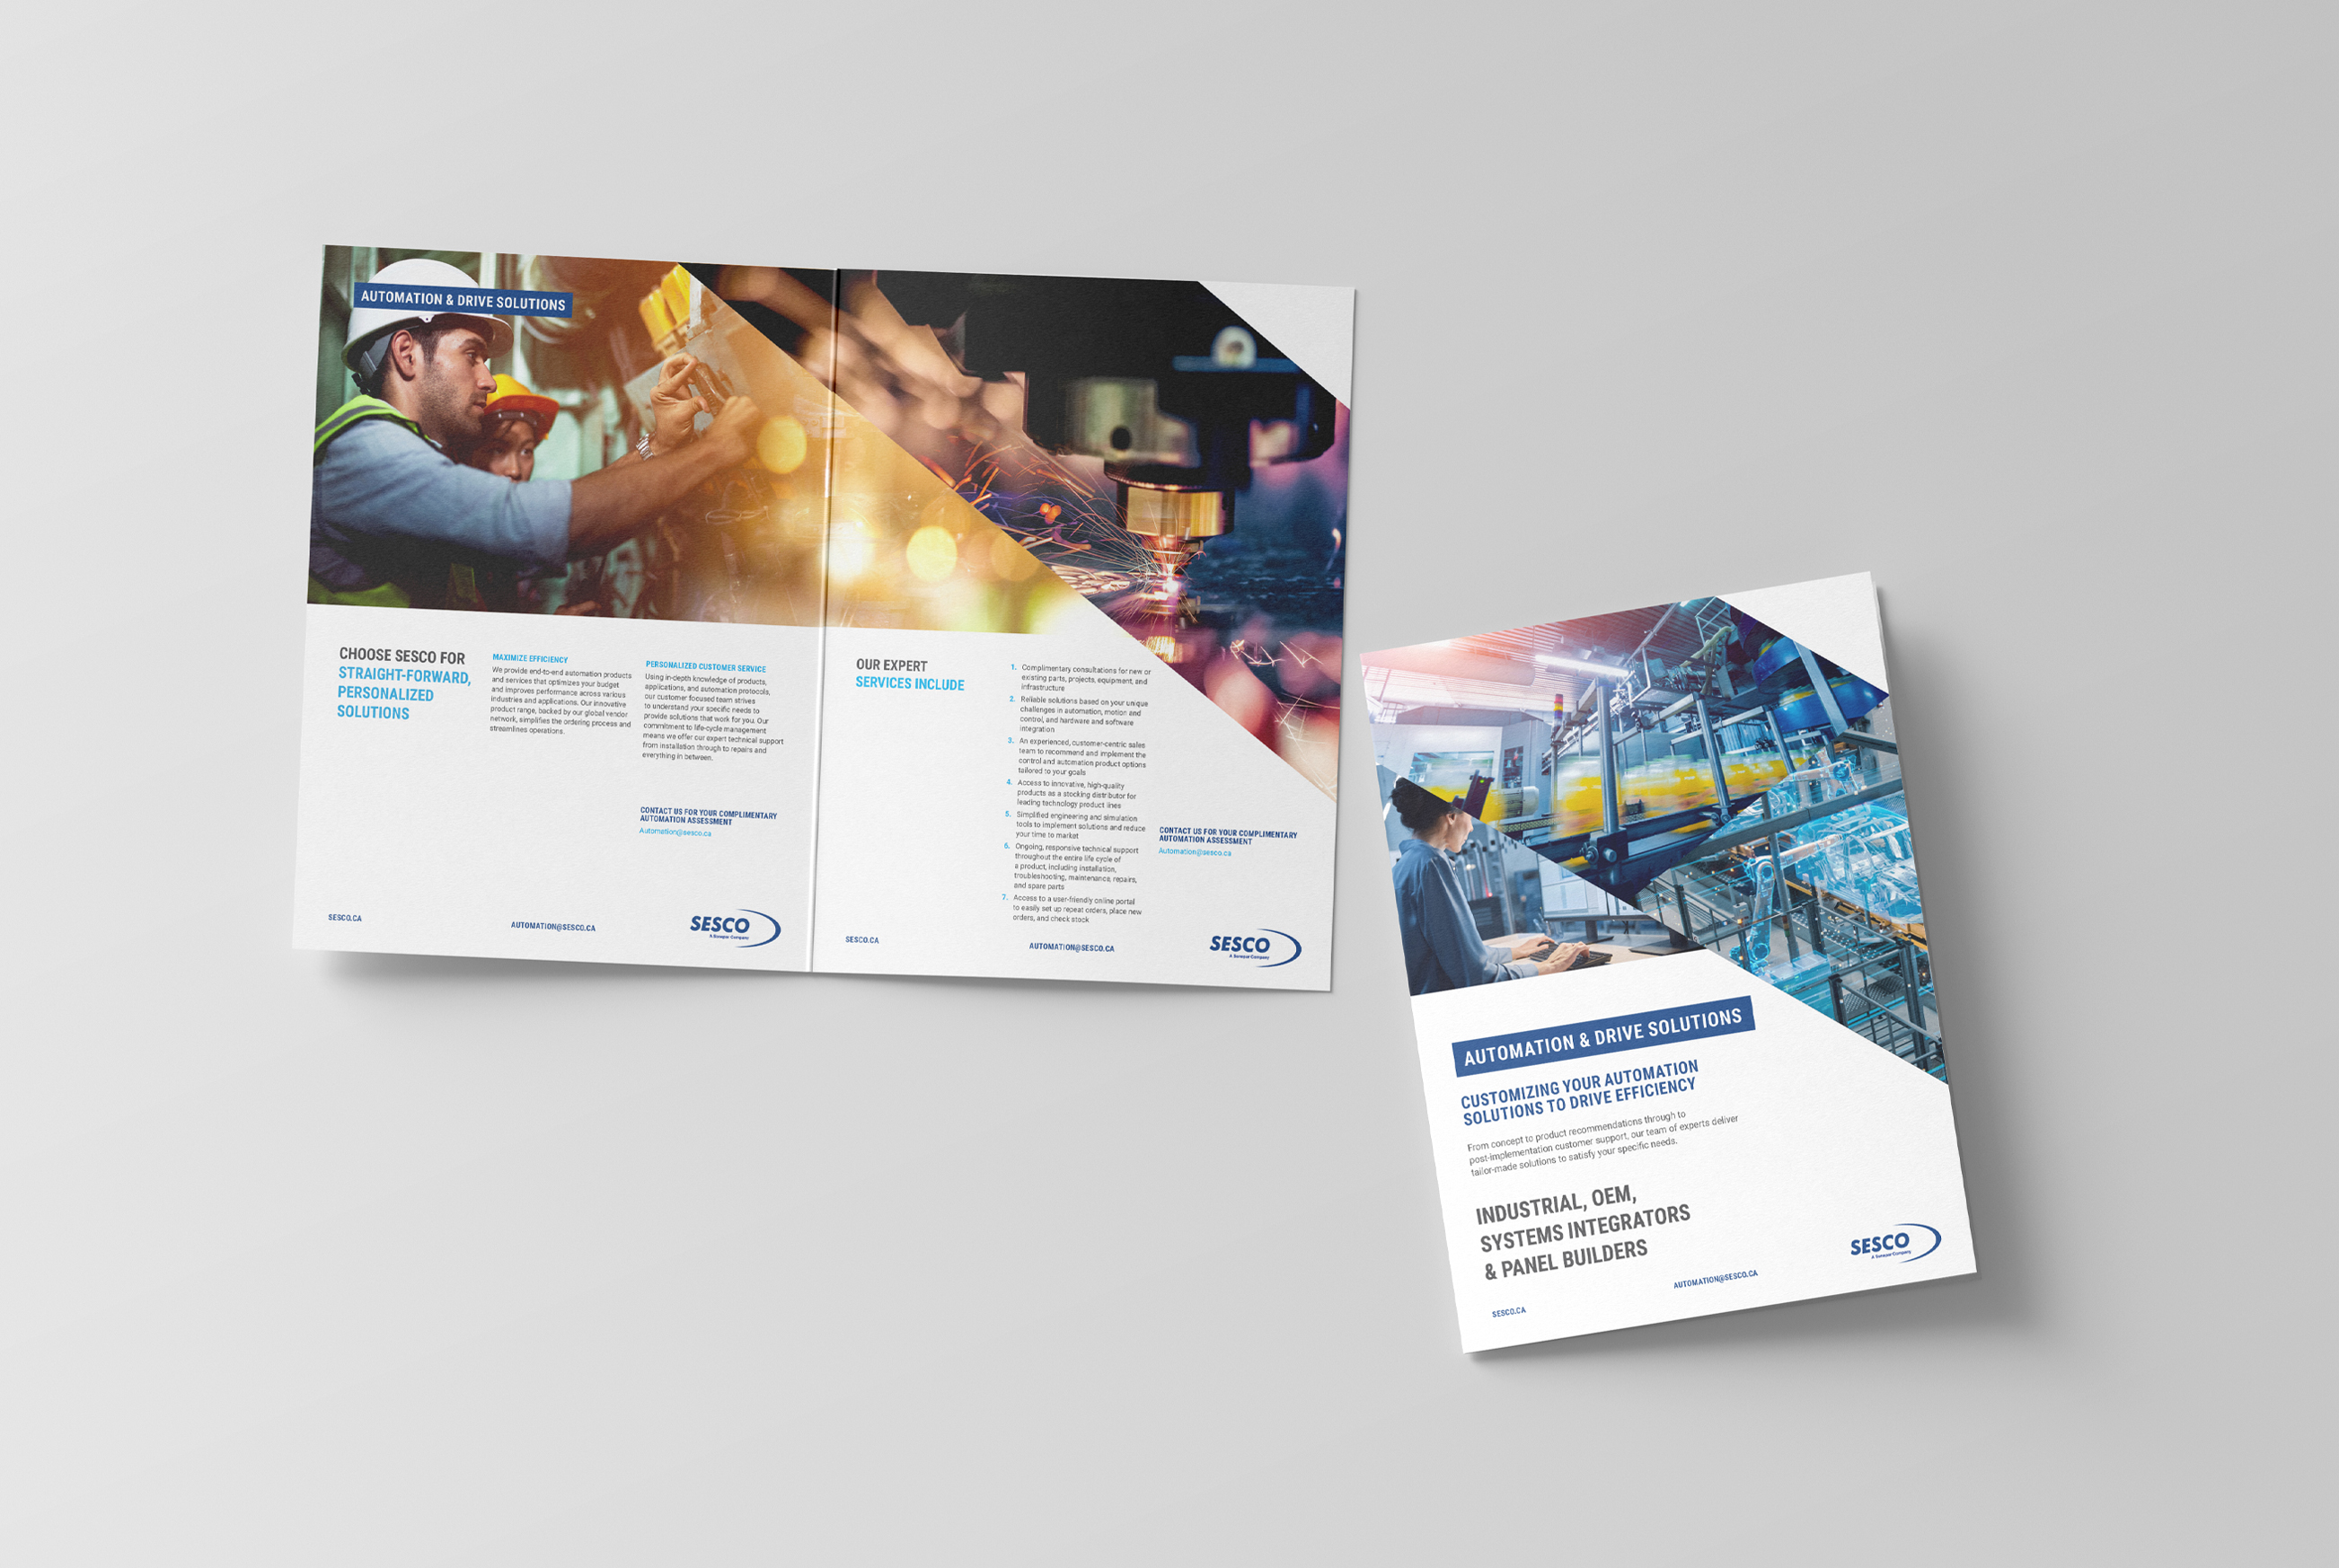 AUTOMATION & DRIVE SOLUTIONS
CHOOSE SESCO FOR
STRAIGHT-FORWARD,
PERSONALIZED
SOLUTIONS
MAXIMIZE EFFICIENCY
We provide end-to-end automation products
and services that optimizes your budget
and improves performance across various
industries and applications. Our innovative
product range, backed by our global vendor
network, simplifies the ordering process and
streamlines operations.
PERSONALIZED CUSTOMER SERVICE
Using in-depth knowledge of products,
applications, and automation protocols,
our customer focused team strives
to understand your specific needs to
provide solutions that work for you. Our
commitment to life-cycle management
means we offer our expert technical support
from installation through to repairs and
everything in between.
CONTACT US FOR YOUR COMPLIMENTARY
AUTOMATION ASSESSMENT
Automation@sesco.ca
SESCO.CA
AUTOMATION@SESCO.CA
SESCO
A Sonepar Company
OUR EXPERT
SERVICES INCLUDE
1. Complimentary consultations for new or
existing parts, projects, equipment, and
infrastructure
2. Reliable solutions based on your unique
challenges in automation, motion and
control, and hardware and software
integration
3. An experienced, customer-centric sales
team to recommend and implement the
control and automation product options
tailored to your goals
4. Access to innovative, high-quality
products as a stocking distributor for
leading technology product lines
5. Simplified engineering and simulation
tools to implement solutions and reduce
your time to market
6. Ongoing, responsive technical support
throughout the entire life cycle of
a product, including installation,
troubleshooting, maintenance, repairs,
and spare parts
7. Access to a user-friendly online portal
to easily set up repeat orders, place new
orders, and check stock
CONTACT US FOR YOUR COMPLIMENTARY
AUTOMATION ASSESSMENT
Automation@sesco.ca
SESCO.CA
AUTOMATION@SESCO.CA
SESCO
A Sonepar Company
AUTOMATION & DRIVE SOLUTIONS
CUSTOMIZING YOUR AUTOMATION
SOLUTIONS TO DRIVE EFFICIENCY
From concept to product recommendations through to
post-implementation customer support, our team of experts deliver
tailor-made solutions to satisfy your specific needs.
INDUSTRIAL, OEM,
SYSTEMS INTEGRATORS
& PANEL BUILDERS
SESCO.CA
AUTOMATION@SESCO.CA
SESCO
A Sonepar Company